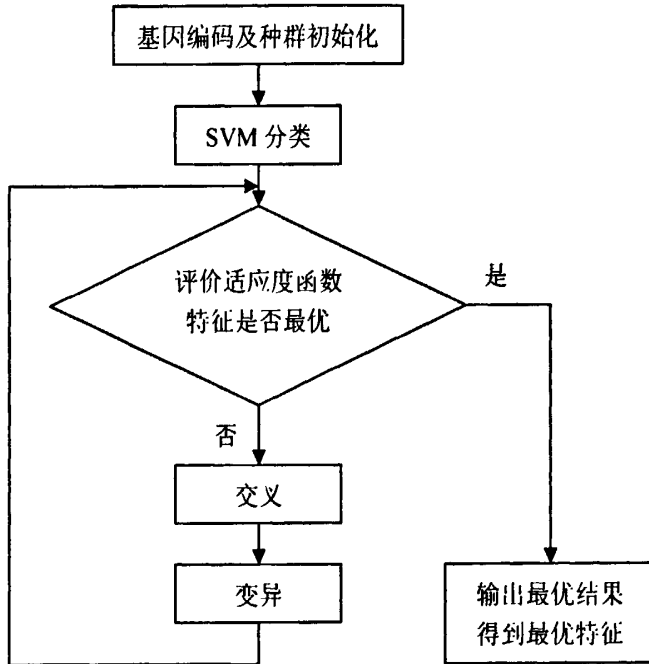 基因编码及种群初始化
SVM 分类
评价适应度函数
特征是否最优
是
否
交义
变异
输出最优结果
得到最优特征